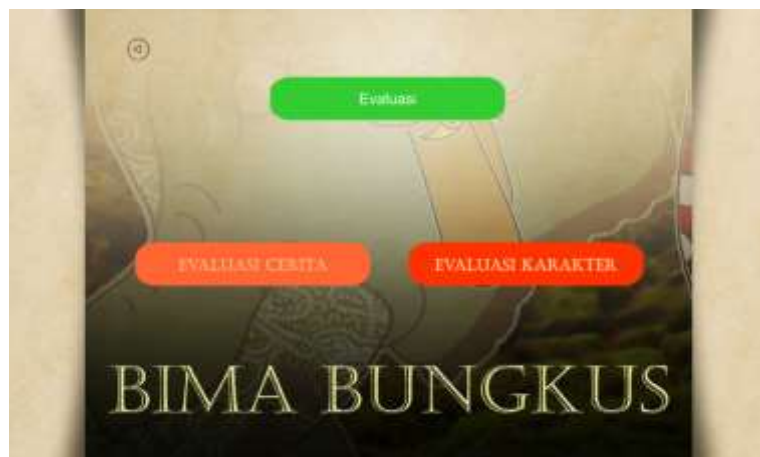 Evaluasi
EVALUASI CERITA
EVALUASI KARAKTER
BIMA BUNGKUS